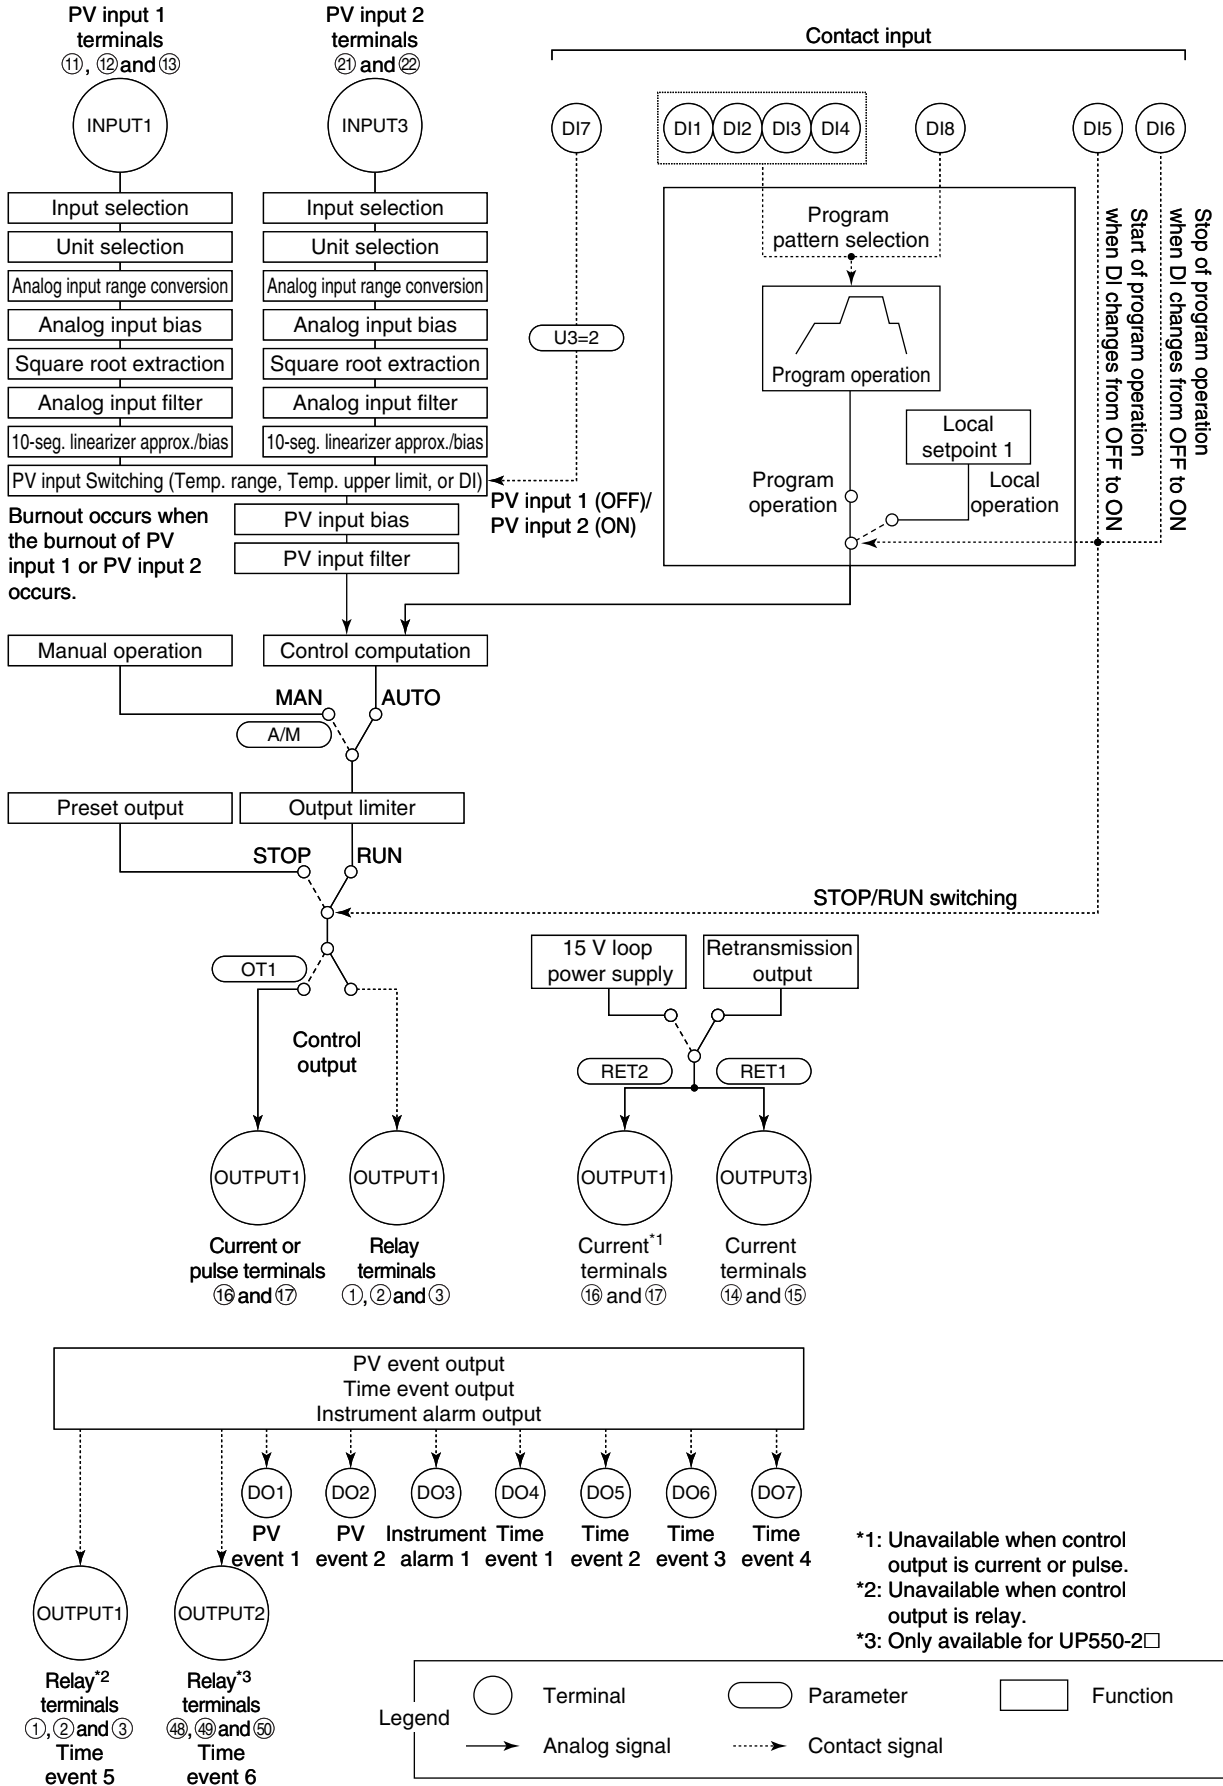 PV input 1
terminals
⑪, ⑫ and ⑬
PV input 2
terminals
㉑ and ㉒
Contact input
INPUT1
INPUT3
DI7
DI1
DI2
DI3
DI4
DI8
DI5
DI6
Input selection
Unit selection
Analog input range conversion
Analog input bias
Square root extraction
Analog input filter
10-seg. linearizer approx./bias
Input selection
Unit selection
Analog input range conversion
Analog input bias
Square root extraction
Analog input filter
10-seg. linearizer approx./bias
U3=2
Program
pattern selection
Program operation
Local
setpoint 1
Program
operation
Local
operation
Start of program operation
when DI changes from OFF to ON
Stop of program operation
when DI changes from OFF to ON
PV input Switching (Temp. range, Temp. upper limit, or DI)
PV input 1 (OFF)/
PV input 2 (ON)
Burnout occurs when
the burnout of PV
input 1 or PV input 2
occurs.
PV input bias
PV input filter
Manual operation
Control computation
MAN
AUTO
A/M
Preset output
Output limiter
STOP
RUN
STOP/RUN switching
OT1
Control
output
15 V loop
power supply
Retransmission
output
RET2
RET1
OUTPUT1
OUTPUT1
OUTPUT1
OUTPUT3
Current or
pulse terminals
⑯ and ⑰
Relay
terminals
①, ② and ③
Current*1
terminals
⑯ and ⑰
Current
terminals
⑭ and ⑮
PV event output
Time event output
Instrument alarm output
DO1
DO2
DO3
DO4
DO5
DO6
DO7
PV
event 1
PV
event 2
Instrument
alarm 1
Time
event 1
Time
event 2
Time
event 3
Time
event 4
OUTPUT1
OUTPUT2
Relay*2
terminals
①, ② and ③
Time
event 5
Relay*3
terminals
㊽, ㊾ and ㊿
Time
event 6
*1: Unavailable when control
output is current or pulse.
*2: Unavailable when control
output is relay.
*3: Only available for UP550-2□
Legend
Terminal
Parameter
Function
Analog signal
Contact signal